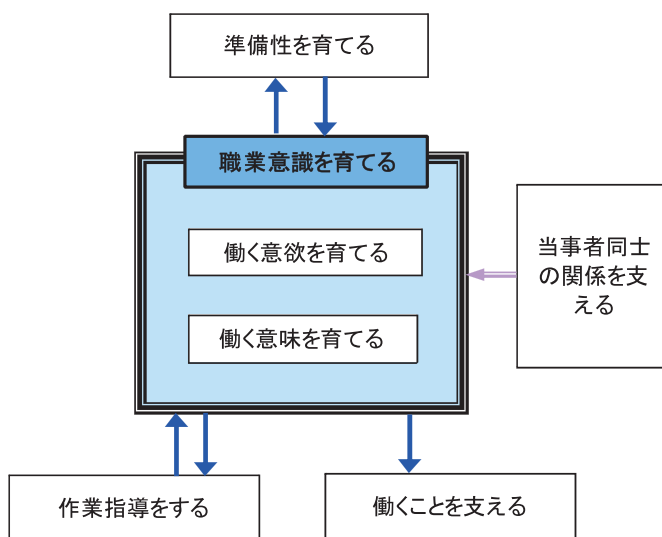 準備性を育てる
職業意識を育てる
働く意欲を育てる
働く意味を育てる
当事者同士
の関係を支
える
作業指導をする
働くことを支える